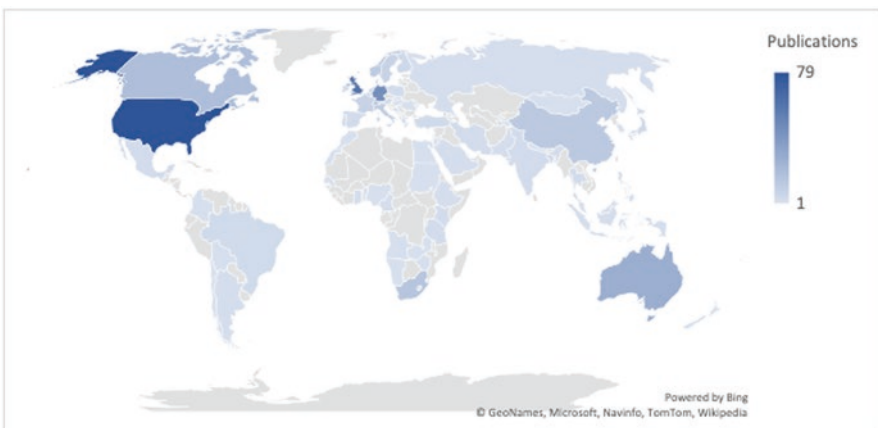 Publications
79
1
Powered by Bing
© GeoNames, Microsoft, Navinfo, TomTom, Wikipedia